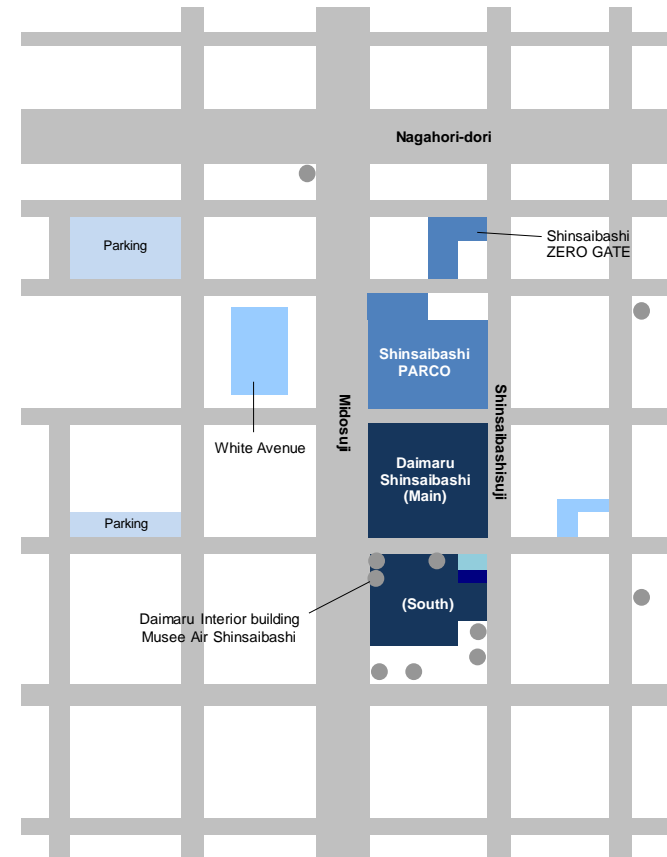 Nagahori-dori
Parking
Shinsaibashi
ZERO GATE
Shinsaibashi
PARCO
Midosuji
Shinsaibashisuji
White Avenue
Daimaru
Shinsaibashi
(Main)
Parking
(South)
Daimaru Interior building
Musee Air Shinsaibashi